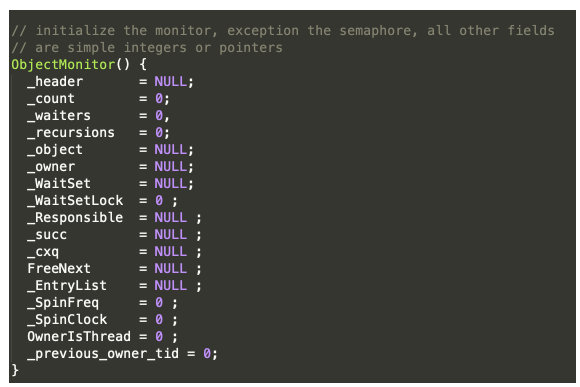 // initialize the monitor, exception the semaphore, all other fields
// are simple integers or pointers
ObjectMonitor() {
  _header       = NULL;
  _count        = 0;
  _waiters      = 0,
  _recursions   = 0;
  _object       = NULL;
  _owner        = NULL;
  _WaitSet      = NULL;
  _WaitSetLock  = 0 ;
  _Responsible  = NULL ;
  _succ         = NULL ;
  _cxq          = NULL ;
  FreeNext      = NULL ;
  _EntryList    = NULL ;
  _SpinFreq     = 0 ;
  _SpinClock    = 0 ;
  OwnerIsThread = 0 ;
  _previous_owner_tid = 0;
}